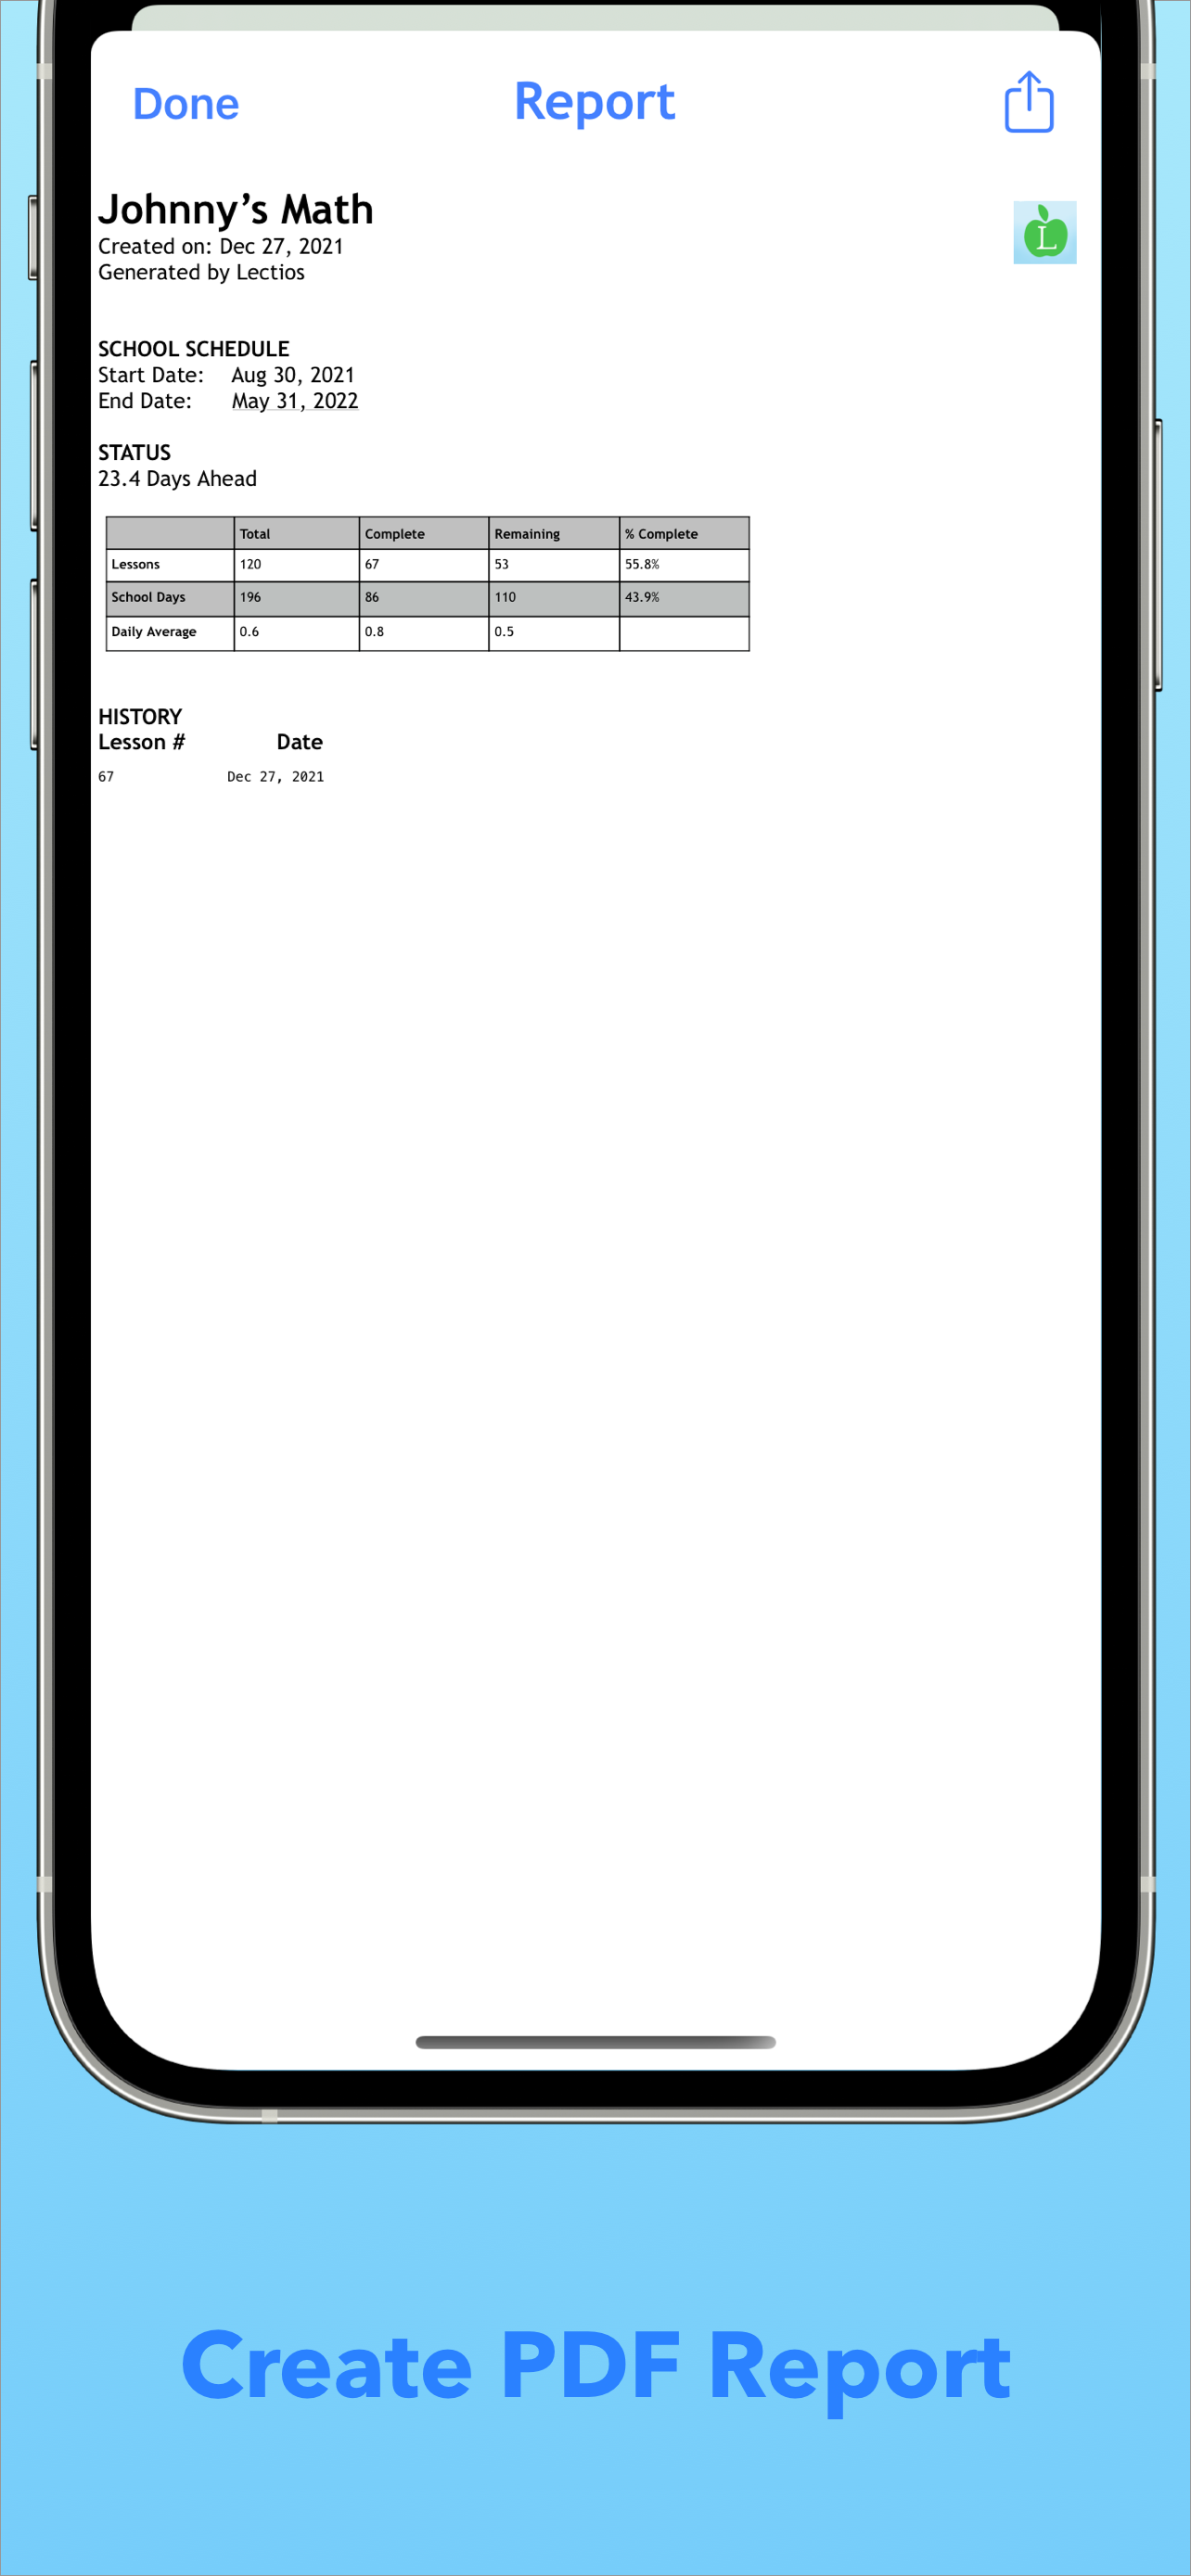 Done Report
Johnny's Math
L
Created on: Dec 27, 2021
Generated by Lectios
SCHOOL SCHEDULE
Start Date: Aug 30, 2021
End Date: May 31, 2022
STATUS
23.4 Days Ahead
Total Complete Remaining % Complete
Lessons 120 67 53 55.8%
School Days 196 86 110 43.9%
Daily Average 0.6 0.8 0.5
HISTORY
Lesson # Date
67 Dec 27, 2021
Create PDF Report